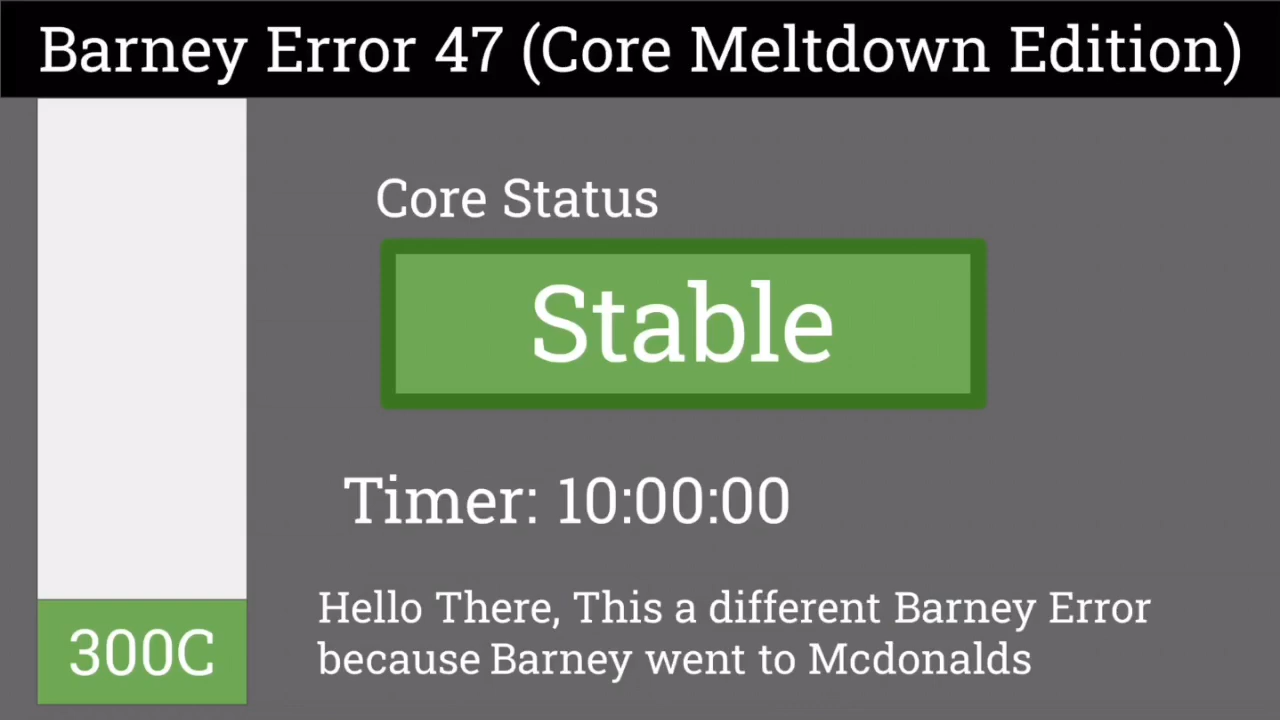 Barney Error 47 (Core Meltdown Edition)
Core Status
Stable
Timer: 10:00:00
Hello There, This a different Barney Error
because Barney went to Mcdonalds
300C